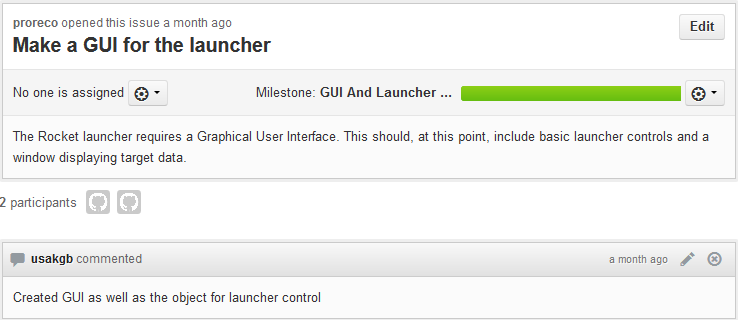 proreco opened this issue a month ago
Edit
Make a GUI for the launcher
No one is assigned
Milestone: GUI And Launcher ...
The Rocket launcher requires a Graphical User Interface. This should, at this point, include basic launcher controls and a
window displaying target data.
2 participants
usakgb commented
a month ago
Created GUI as well as the object for launcher control